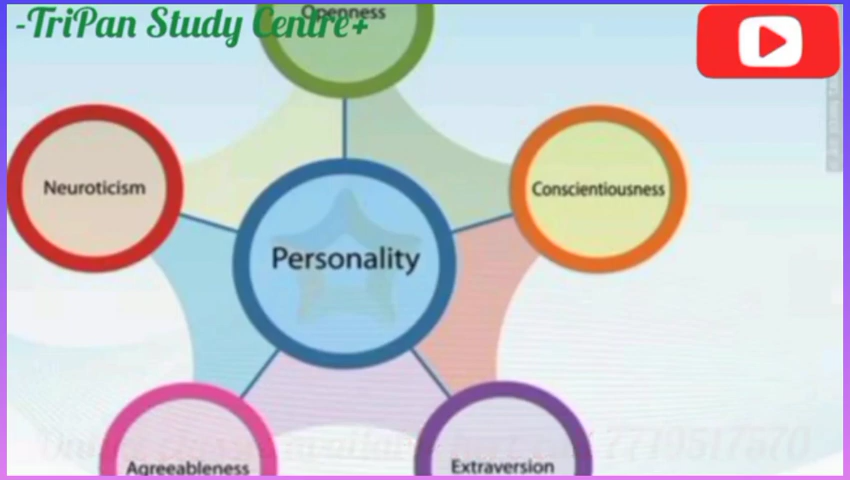 -TriPan Study Centre+
Openness
Neuroticism
Conscientiousness
Personality
Agreeableness
Extraversion